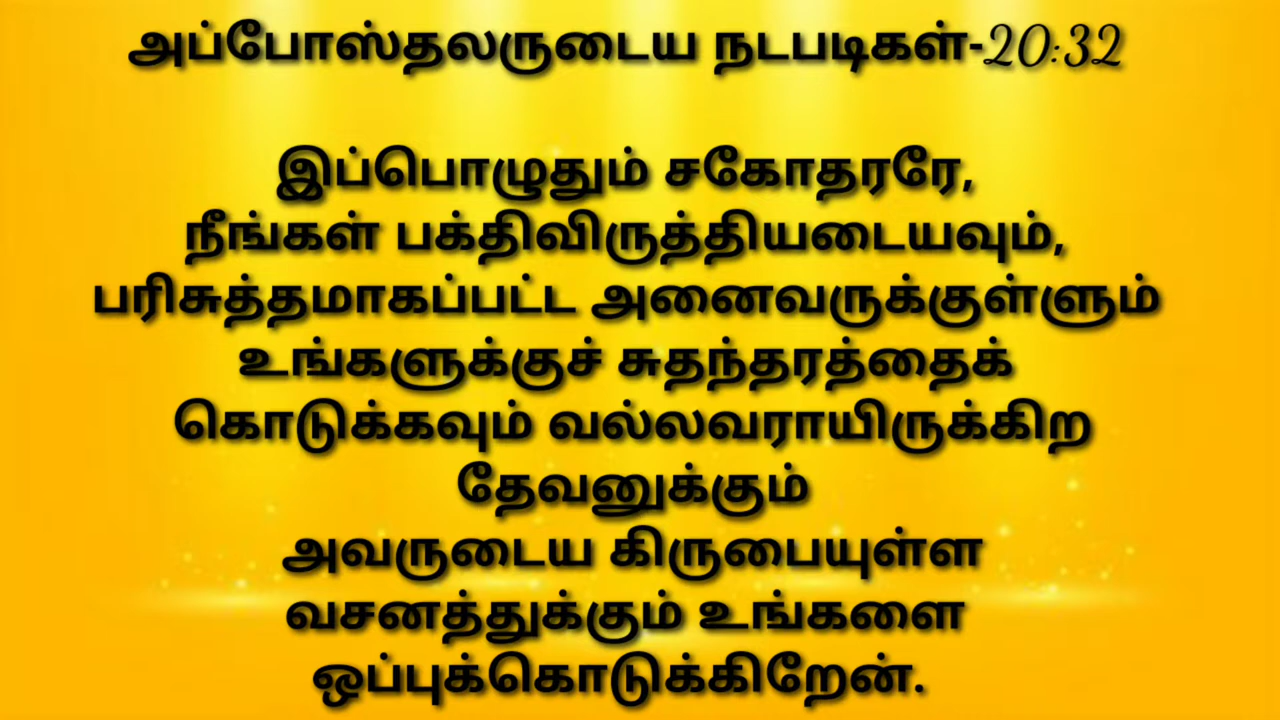 அப்போஸ்தலருடைய நடபடிகள்-20:32
இப்பொழுதும் சகோதரரே,
நீங்கள் பக்திவிருத்தியடையவும்,
பரிசுத்தமாகப்பட்ட அனைவருக்குள்ளும்
உங்களுக்குச் சுதந்தரத்தைக்
கொடுக்கவும் வல்லவராயிருக்கிற
தேவனுக்கும்
அவருடைய கிருபையுள்ள
வசனத்துக்கும் உங்களை
ஒப்புக்கொடுக்கிறேன்.